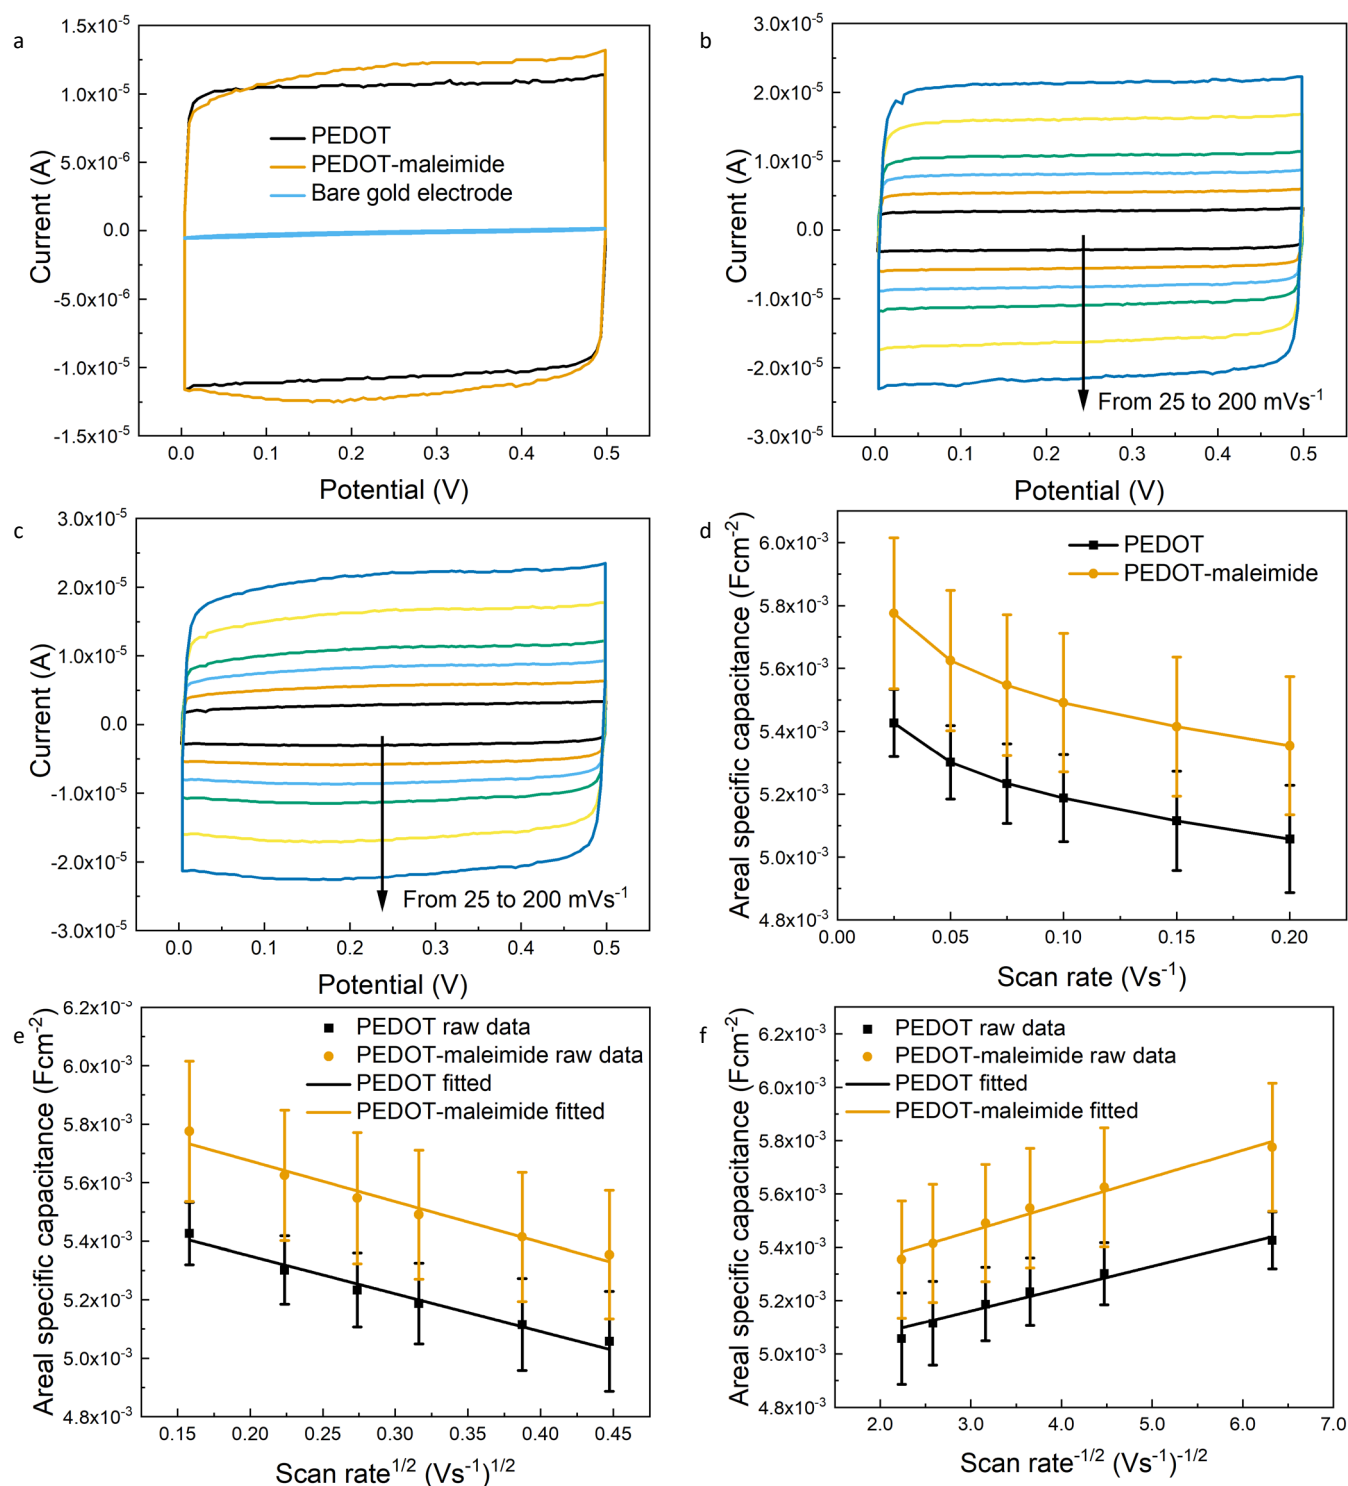 a
1.5x10⁻⁵
1.0x10⁻⁵
5.0x10⁻⁶
0.0
-5.0x10⁻⁶
-1.0x10⁻⁵
-1.5x10⁻⁵
Current (A)
PEDOT
PEDOT-maleimide
Bare gold electrode
0.0 0.1 0.2 0.3 0.4 0.5
Potential (V)
b
3.0x10⁻⁵
2.0x10⁻⁵
1.0x10⁻⁵
0.0
-1.0x10⁻⁵
-2.0x10⁻⁵
-3.0x10⁻⁵
Current (A)
From 25 to 200 mVs⁻¹
0.0 0.1 0.2 0.3 0.4 0.5
Potential (V)
c
3.0x10⁻⁵
2.0x10⁻⁵
1.0x10⁻⁵
0.0
-1.0x10⁻⁵
-2.0x10⁻⁵
-3.0x10⁻⁵
Current (A)
From 25 to 200 mVs⁻¹
0.0 0.1 0.2 0.3 0.4 0.5
Potential (V)
d
6.0x10⁻³
5.8x10⁻³
5.6x10⁻³
5.4x10⁻³
5.2x10⁻³
5.0x10⁻³
4.8x10⁻³
Areal specific capacitance (Fcm⁻²)
PEDOT
PEDOT-maleimide
0.00 0.05 0.10 0.15 0.20
Scan rate (Vs⁻¹)
e
6.2x10⁻³
6.0x10⁻³
5.8x10⁻³
5.6x10⁻³
5.4x10⁻³
5.2x10⁻³
5.0x10⁻³
4.8x10⁻³
Areal specific capacitance (Fcm⁻²)
PEDOT raw data
PEDOT-maleimide raw data
PEDOT fitted
PEDOT-maleimide fitted
0.15 0.20 0.25 0.30 0.35 0.40 0.45
Scan rate¹ᐟ² (Vs⁻¹)¹ᐟ²
f
6.2x10⁻³
6.0x10⁻³
5.8x10⁻³
5.6x10⁻³
5.4x10⁻³
5.2x10⁻³
5.0x10⁻³
4.8x10⁻³
Areal specific capacitance (Fcm⁻²)
PEDOT raw data
PEDOT-maleimide raw data
PEDOT fitted
PEDOT-maleimide fitted
2.0 3.0 4.0 5.0 6.0 7.0
Scan rate⁻¹ᐟ² (Vs⁻¹)⁻¹ᐟ²